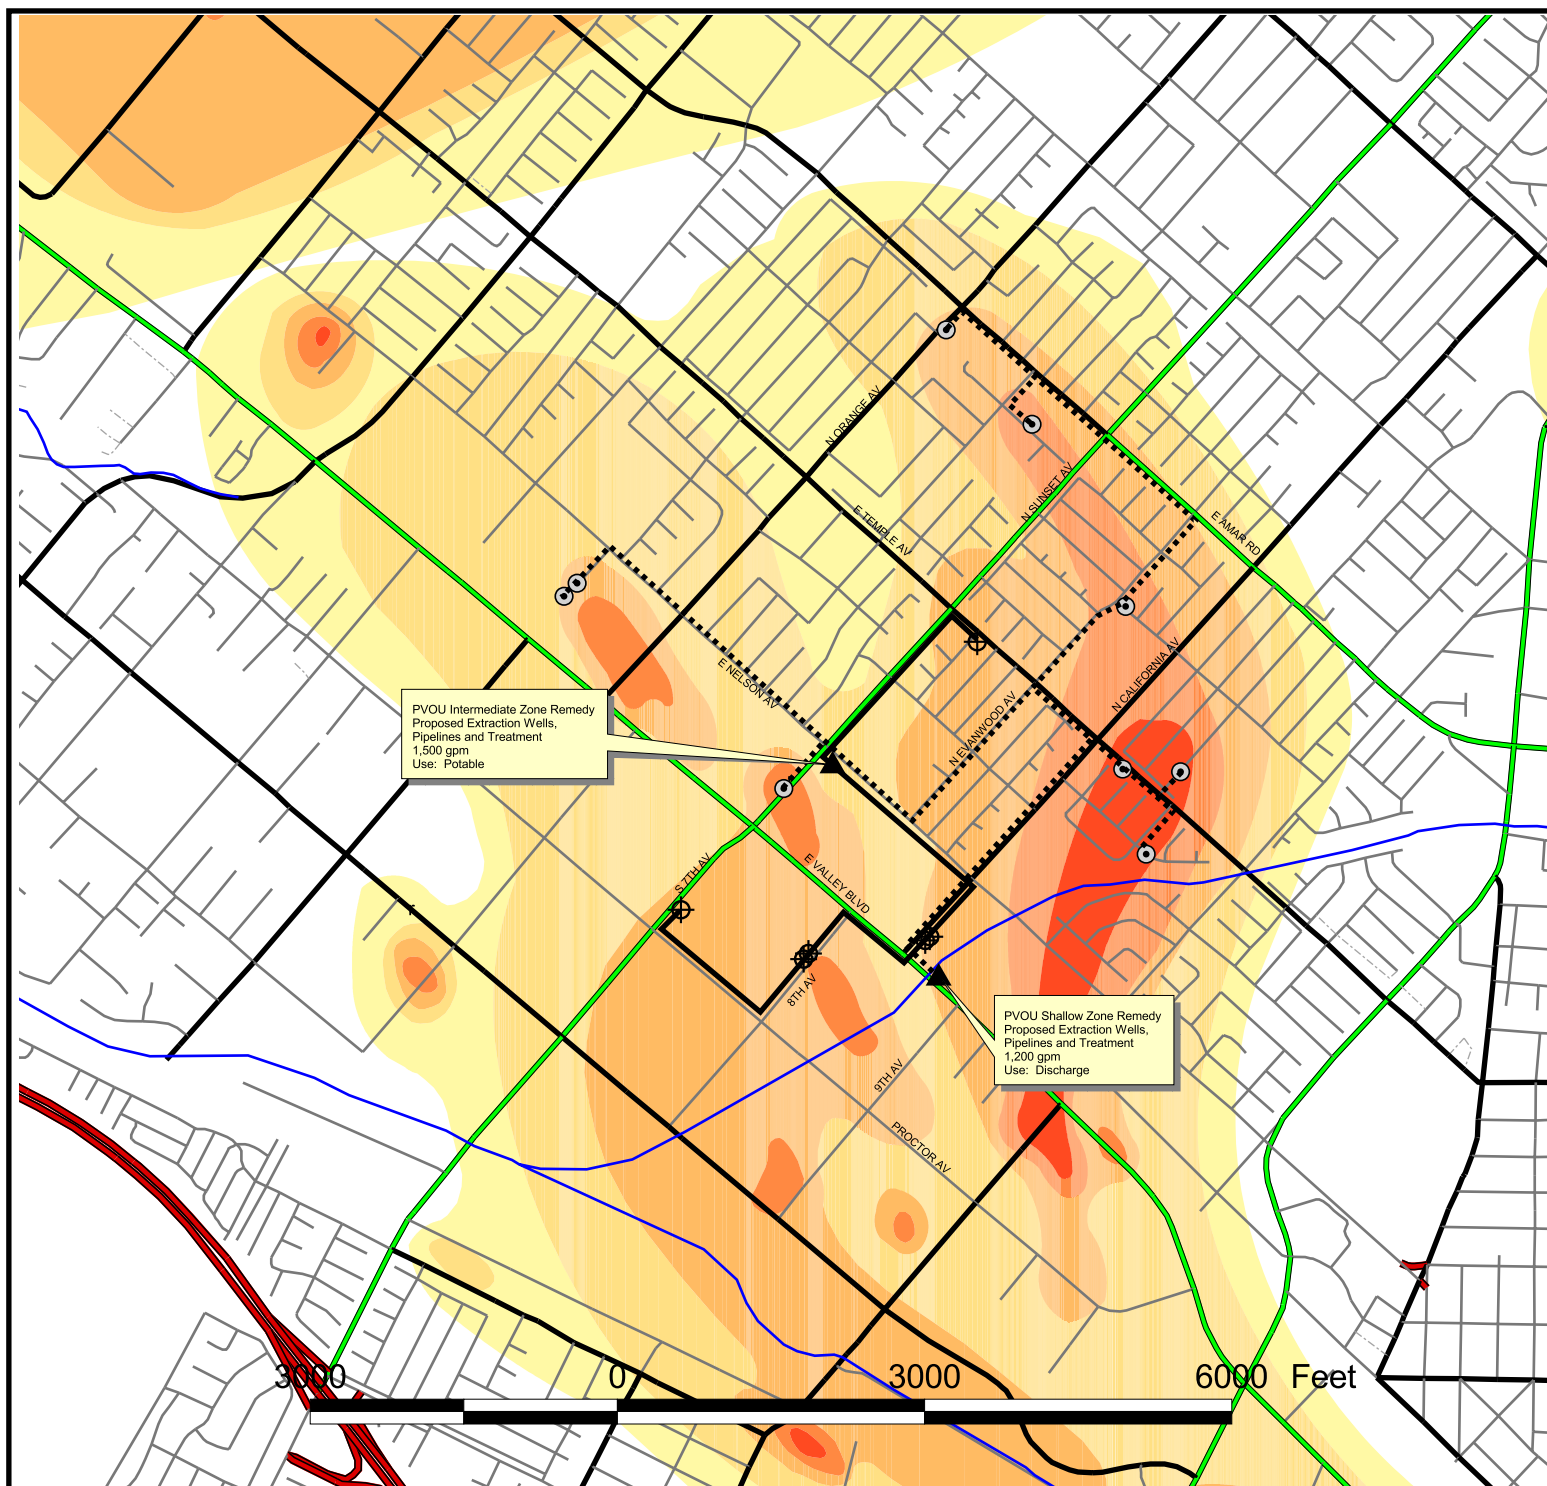 N ORANGE AV
N SUNSET AV
E TEMPLE AV
E AMAR RD
E NELSON AV
N EVANWOOD AV
N CALIFORNIA AV
PVOU Intermediate Zone Remedy
Proposed Extraction Wells,
Pipelines and Treatment
1,500 gpm
Use: Potable
S 7TH AV
E VALLEY BLVD
8TH AV
PVOU Shallow Zone Remedy
Proposed Extraction Wells,
Pipelines and Treatment
1,200 gpm
Use: Discharge
9TH AV
PROCTOR AV
3000 0 3000 6000 Feet